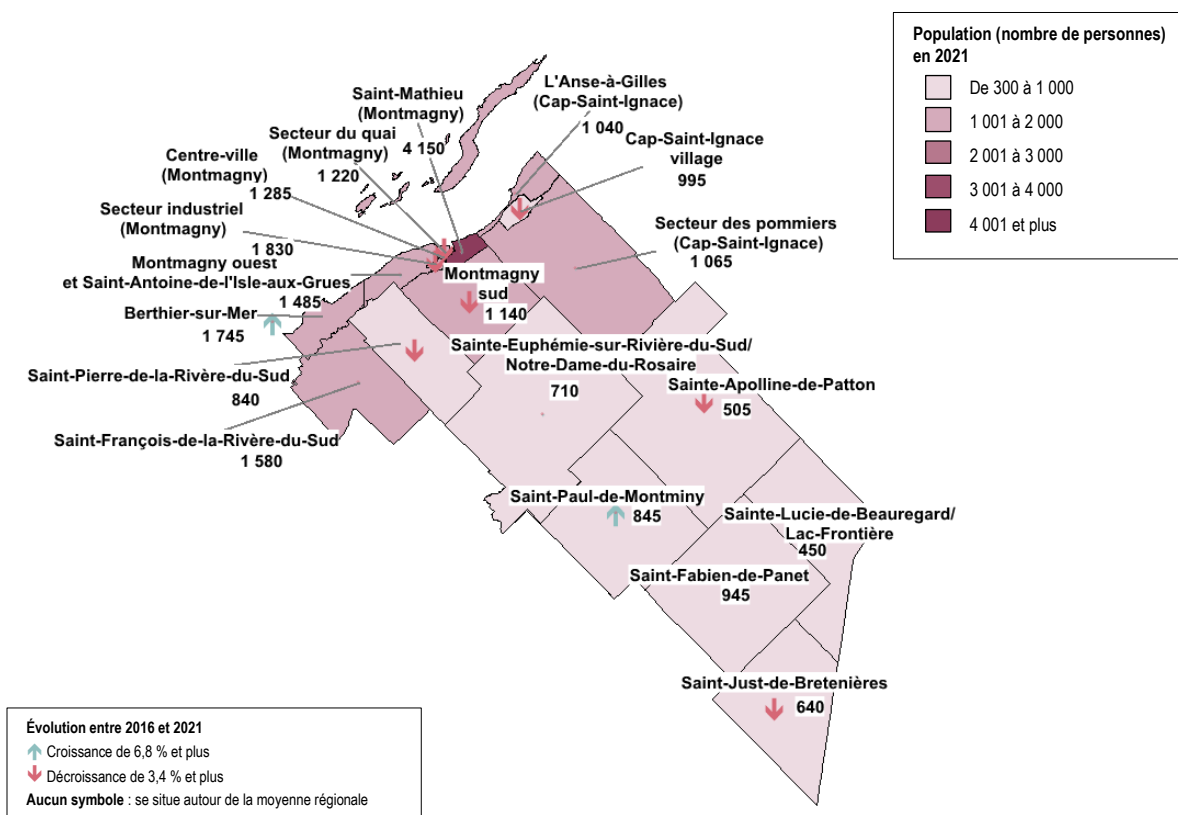 Population (nombre de personnes)
en 2021
De 300 à 1 000
1 001 à 2 000
2 001 à 3 000
3 001 à 4 000
4 001 et plus
L'Anse-à-Gilles
(Cap-Saint-Ignace)
1 040
Saint-Mathieu
(Montmagny)
4 150
Secteur du quai
(Montmagny)
1 220
Cap-Saint-Ignace
village
995
Centre-ville
(Montmagny)
1 285
Secteur industriel
(Montmagny)
1 830
Secteur des pommiers
(Cap-Saint-Ignace)
1 065
Montmagny ouest
et Saint-Antoine-de-l'Isle-aux-Grues
1 485
Montmagny
sud
1 140
Berthier-sur-Mer
1 745
Sainte-Euphémie-sur-Rivière-du-Sud/
Notre-Dame-du-Rosaire
710
Saint-Pierre-de-la-Rivière-du-Sud
840
Sainte-Apolline-de-Patton
505
Saint-François-de-la-Rivière-du-Sud
1 580
Saint-Paul-de-Montminy
845
Sainte-Lucie-de-Beauregard/
Lac-Frontière
450
Saint-Fabien-de-Panet
945
Saint-Just-de-Bretenières
640
Évolution entre 2016 et 2021
Croissance de 6,8 % et plus
Décroissance de 3,4 % et plus
Aucun symbole : se situe autour de la moyenne régionale